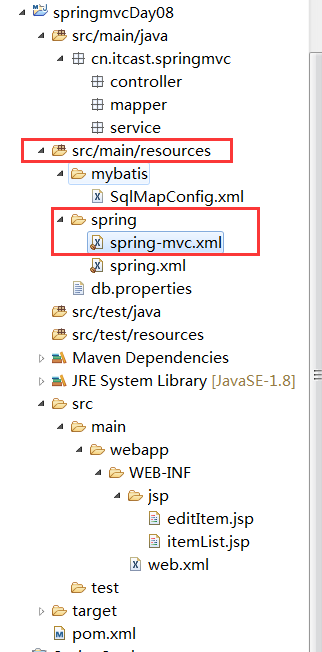 springmvcDay08
src/main/java
cn.itcast.springmvc
controller
mapper
service
src/main/resources
mybatis
SqlMapConfig.xml
spring
spring-mvc.xml
spring.xml
db.properties
src/test/java
src/test/resources
Maven Dependencies
JRE System Library [JavaSE-1.8]
src
main
webapp
WEB-INF
jsp
editItem.jsp
itemList.jsp
web.xml
test
target
pom.xml